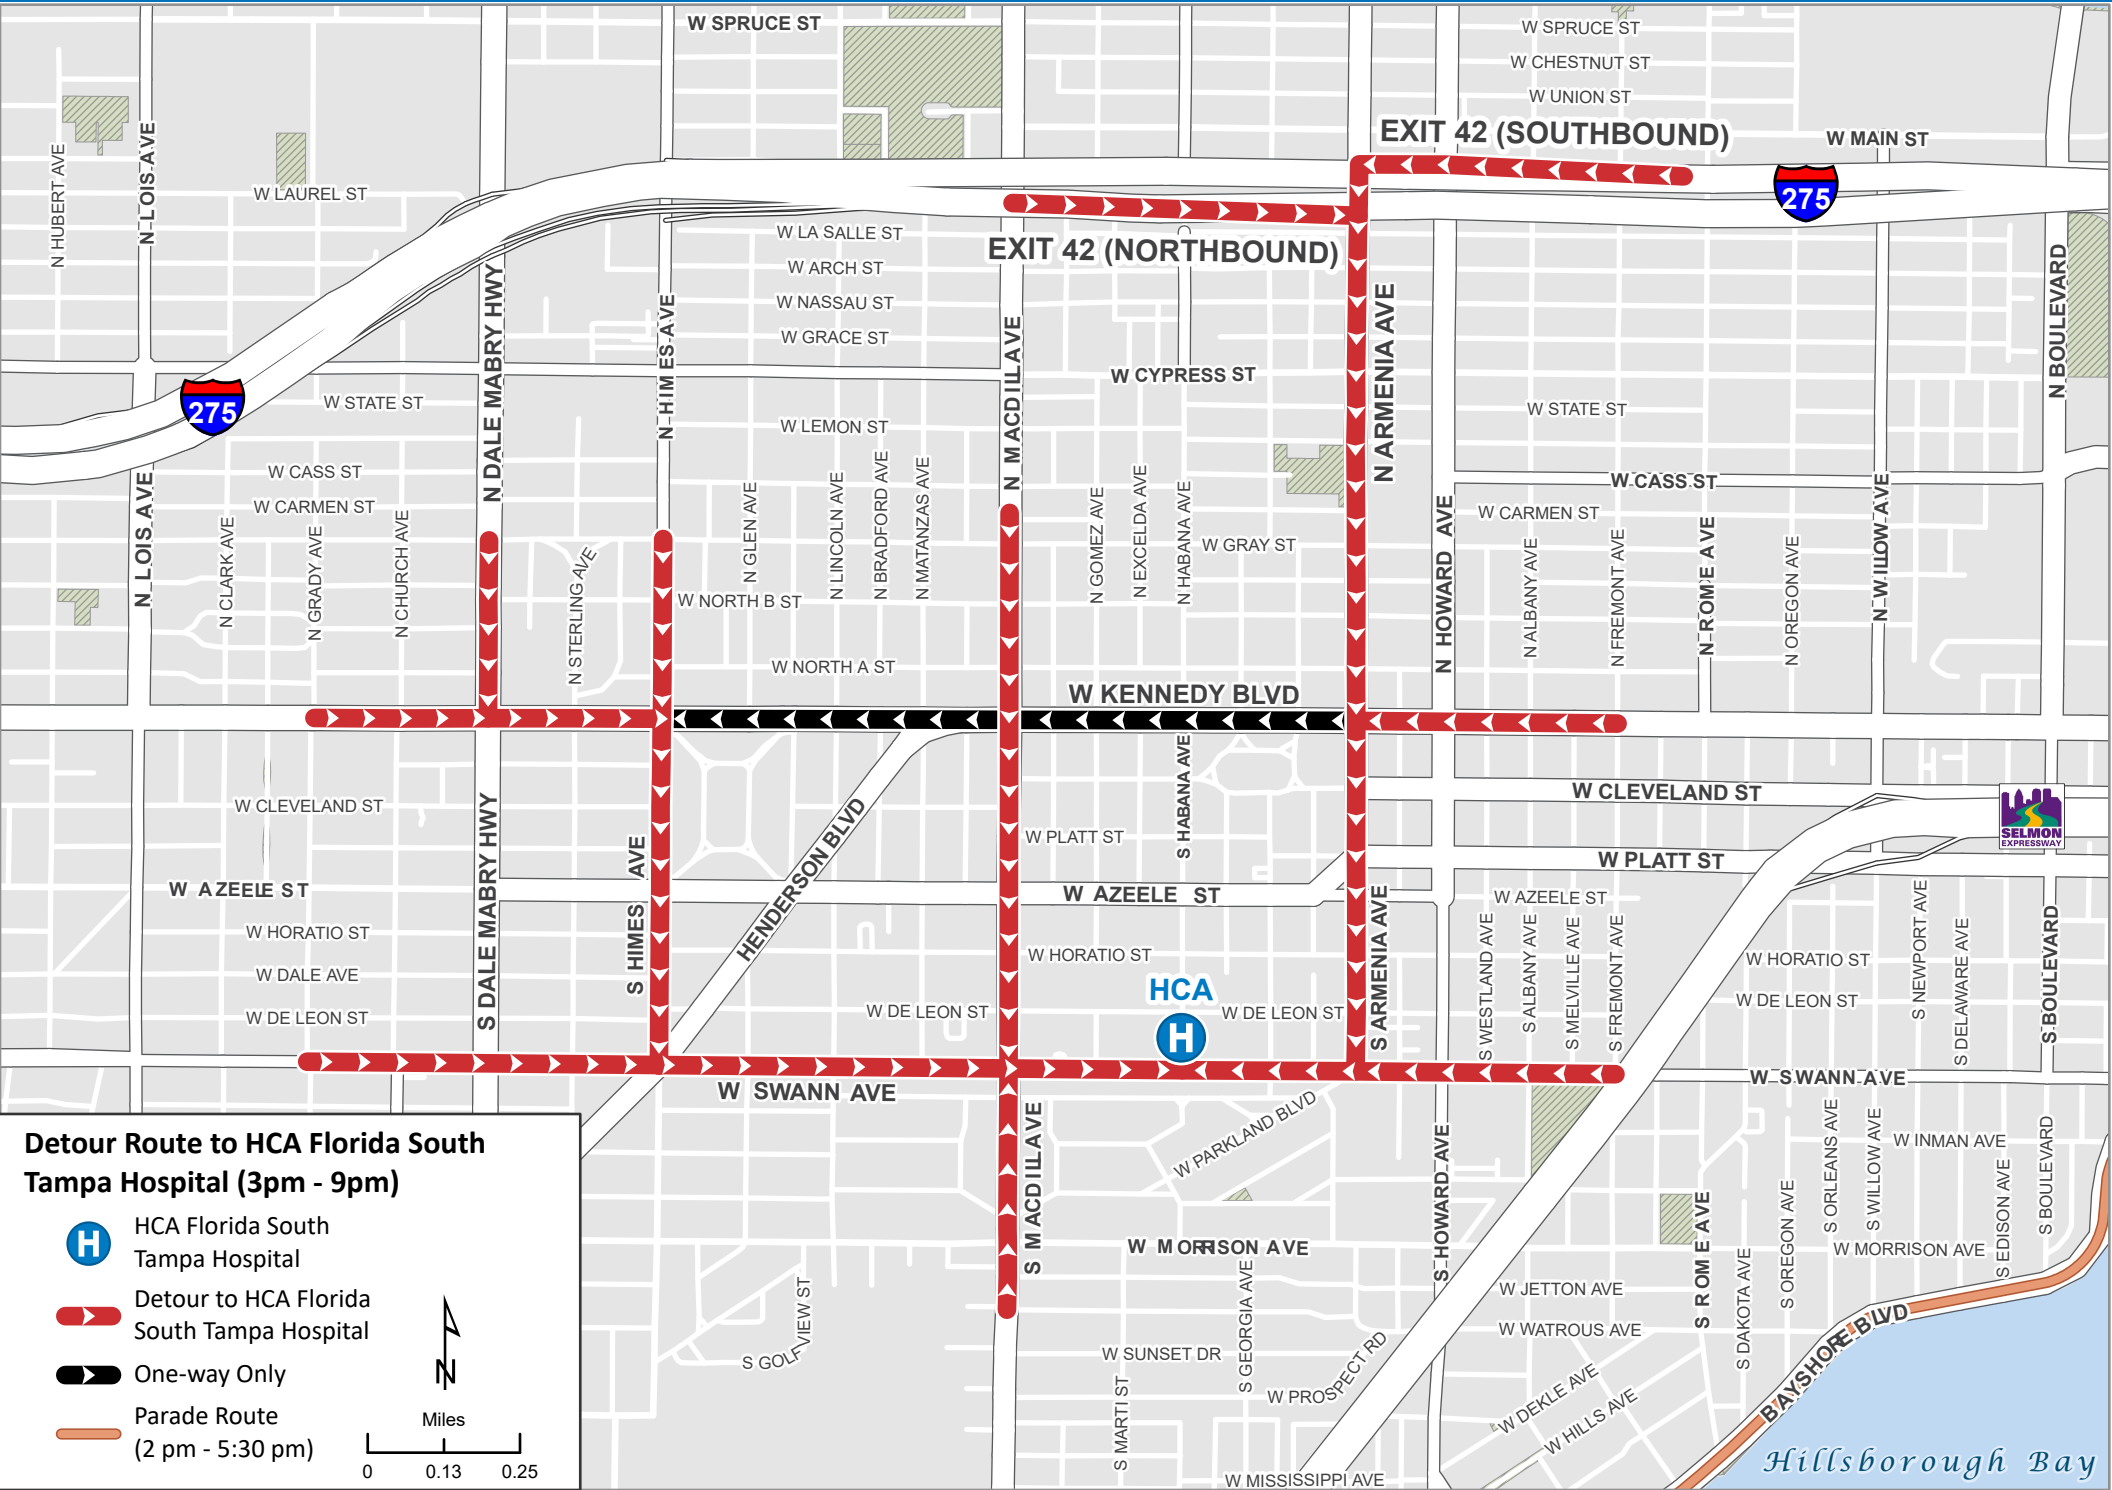 W SPRUCE ST
W SPRUCE ST
W CHESTNUT ST
W UNION ST
EXIT 42 (SOUTHBOUND)
W MAIN ST
N HUBERT AVE
N LOIS AVE
W LAUREL ST
275
W LA SALLE ST
EXIT 42 (NORTHBOUND)
W ARCH ST
W NASSAU ST
W GRACE ST
N DALE MABRY HWY
N HIMES AVE
N MACDILL AVE
N ARMENIA AVE
N BOULEVARD
W CYPRESS ST
275
W STATE ST
W STATE ST
W LEMON ST
W CASS ST
W CASS ST
W CARMEN ST
W CARMEN ST
N LOIS AVE
N CLARK AVE
N GRADY AVE
N CHURCH AVE
N STERLING AVE
N GLEN AVE
N LINCOLN AVE
N BRADFORD AVE
N MATANZAS AVE
N GOMEZ AVE
N EXCELDA AVE
N HABANA AVE
W GRAY ST
N HOWARD AVE
N ALBANY AVE
N FREMONT AVE
N ROME AVE
N OREGON AVE
N WILLOW AVE
W NORTH B ST
W NORTH A ST
W KENNEDY BLVD
S HABANA AVE
W CLEVELAND ST
W CLEVELAND ST
W PLATT ST
W PLATT ST
SELMON
EXPRESSWAY
S DALE MABRY HWY
S HIMES AVE
HENDERSON BLVD
W AZEELE ST
W AZEELE ST
W AZEELE ST
W HORATIO ST
W HORATIO ST
W HORATIO ST
W DALE AVE
W DE LEON ST
W DE LEON ST
W DE LEON ST
W DE LEON ST
HCA
H
S ARMENIA AVE
S WESTLAND AVE
S ALBANY AVE
S MELVILLE AVE
S FREMONT AVE
S NEWPORT AVE
S DELAWARE AVE
S BOULEVARD
W SWANN AVE
W SWANN AVE
S MACDILL AVE
W PARKLAND BLVD
S HOWARD AVE
W INMAN AVE
S ORLEANS AVE
S WILLOW AVE
S EDISON AVE
S BOULEVARD
W MORRISON AVE
W MORRISON AVE
S ROME AVE
S DAKOTA AVE
S OREGON AVE
W JETTON AVE
W WATROUS AVE
S GOLF VIEW ST
W SUNSET DR
S GEORGIA AVE
S MARTI ST
W PROSPECT RD
W DEKLE AVE
W HILLS AVE
W MISSISSIPPI AVE
BAYSHORE BLVD
Hillsborough Bay
Detour Route to HCA Florida South
Tampa Hospital (3pm - 9pm)
H
HCA Florida South
Tampa Hospital
Detour to HCA Florida
South Tampa Hospital
One-way Only
Parade Route
(2 pm - 5:30 pm)
N
Miles
0 0.13 0.25